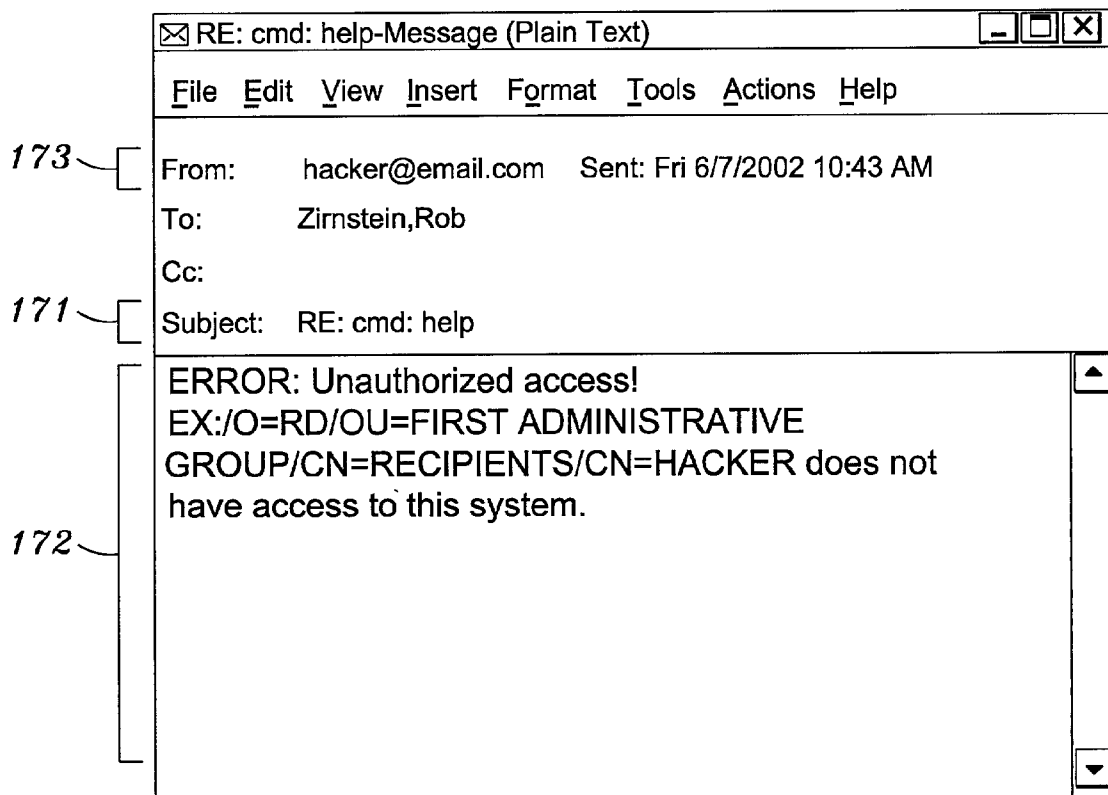 RE: cmd: help-Message (Plain Text)
File Edit View Insert Format Tools Actions Help
173 From: hacker@email.com Sent: Fri 6/7/2002 10:43 AM
To: Zirnstein,Rob
Cc:
171 Subject: RE: cmd: help
ERROR: Unauthorized access!
EX:/O=RD/OU=FIRST ADMINISTRATIVE
GROUP/CN=RECIPIENTS/CN=HACKER does not
have access to this system.
172